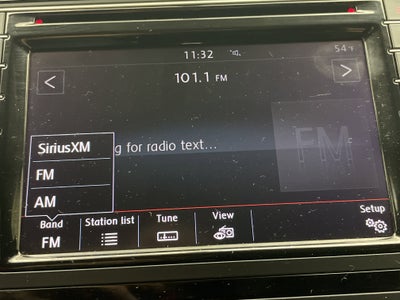 11:32
54°F
101.1 FM
SiriusXM
g for radio text...
FM
FM
AM
Band
FM
Station list
Tune
View
Setup